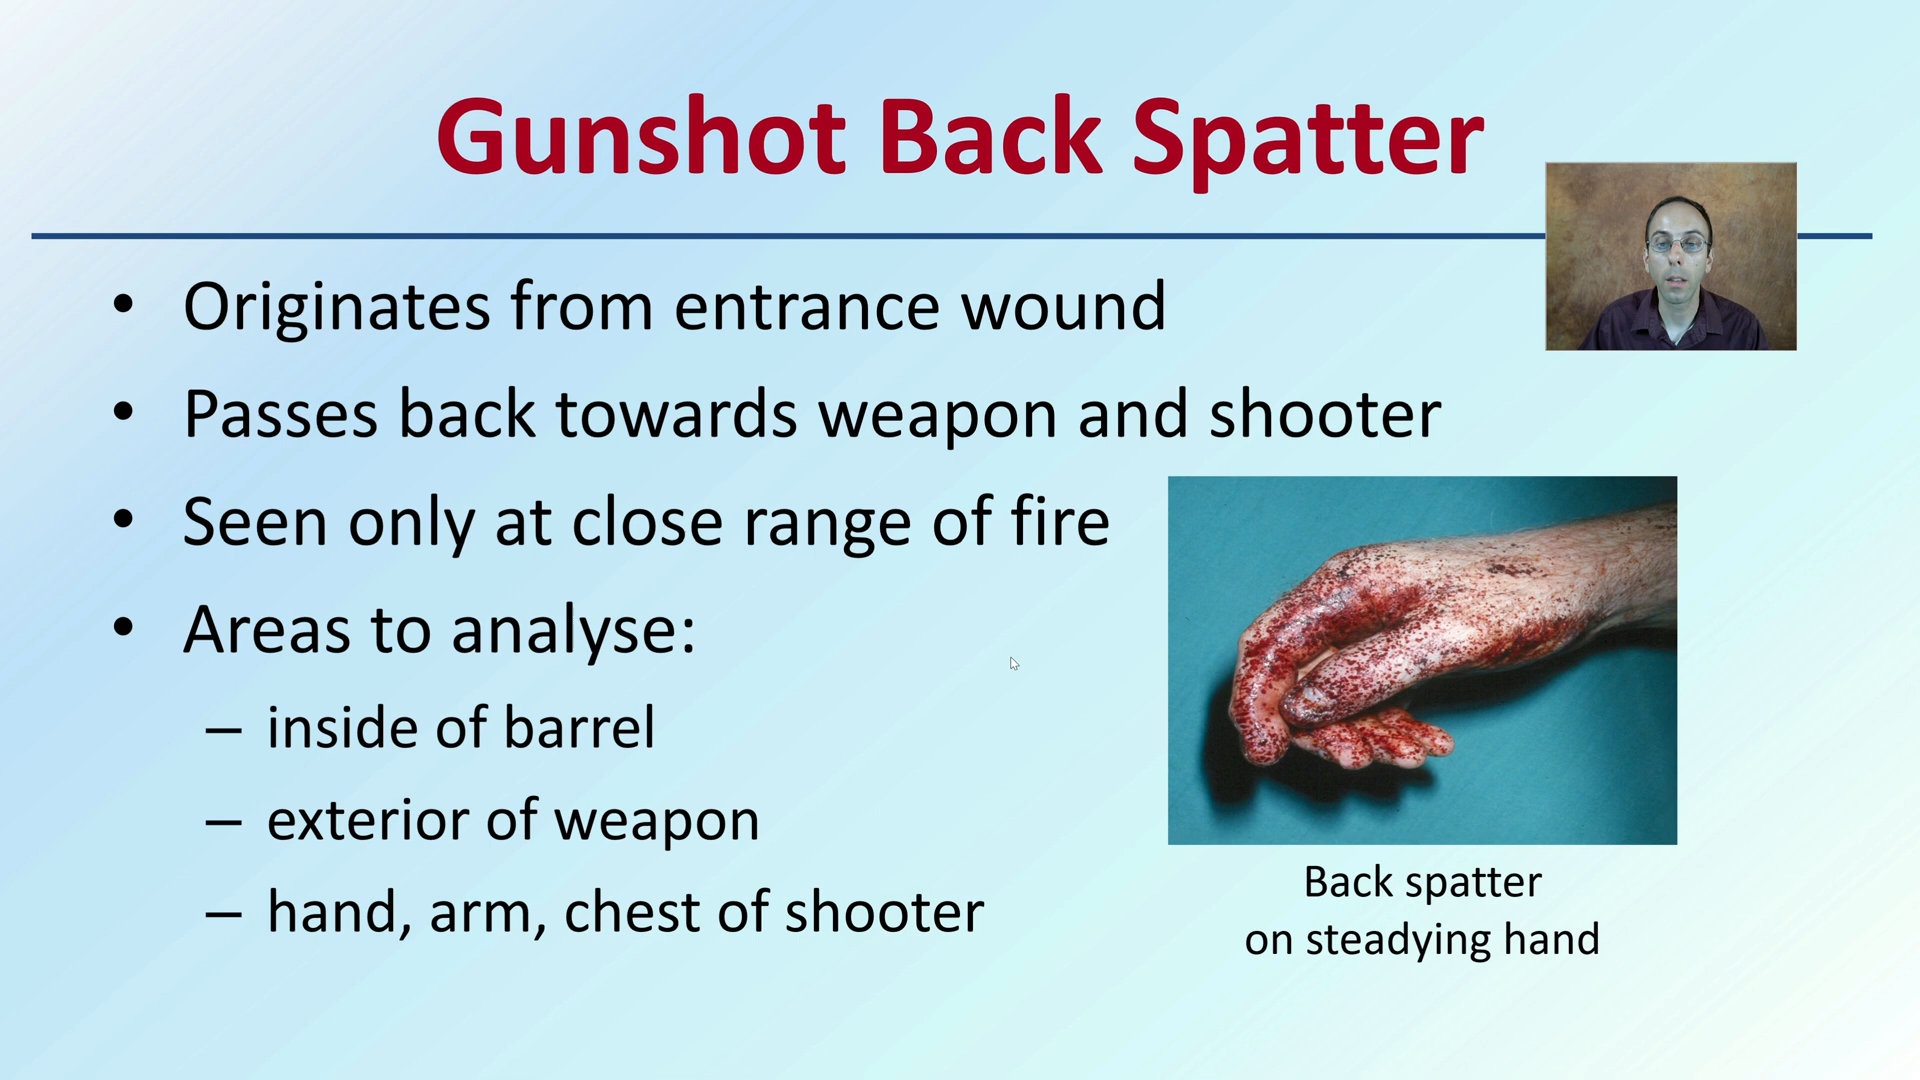 Gunshot Back Spatter
• Originates from entrance wound
• Passes back towards weapon and shooter
• Seen only at close range of fire
• Areas to analyse:
– inside of barrel
– exterior of weapon
– hand, arm, chest of shooter
Back spatter
on steadying hand